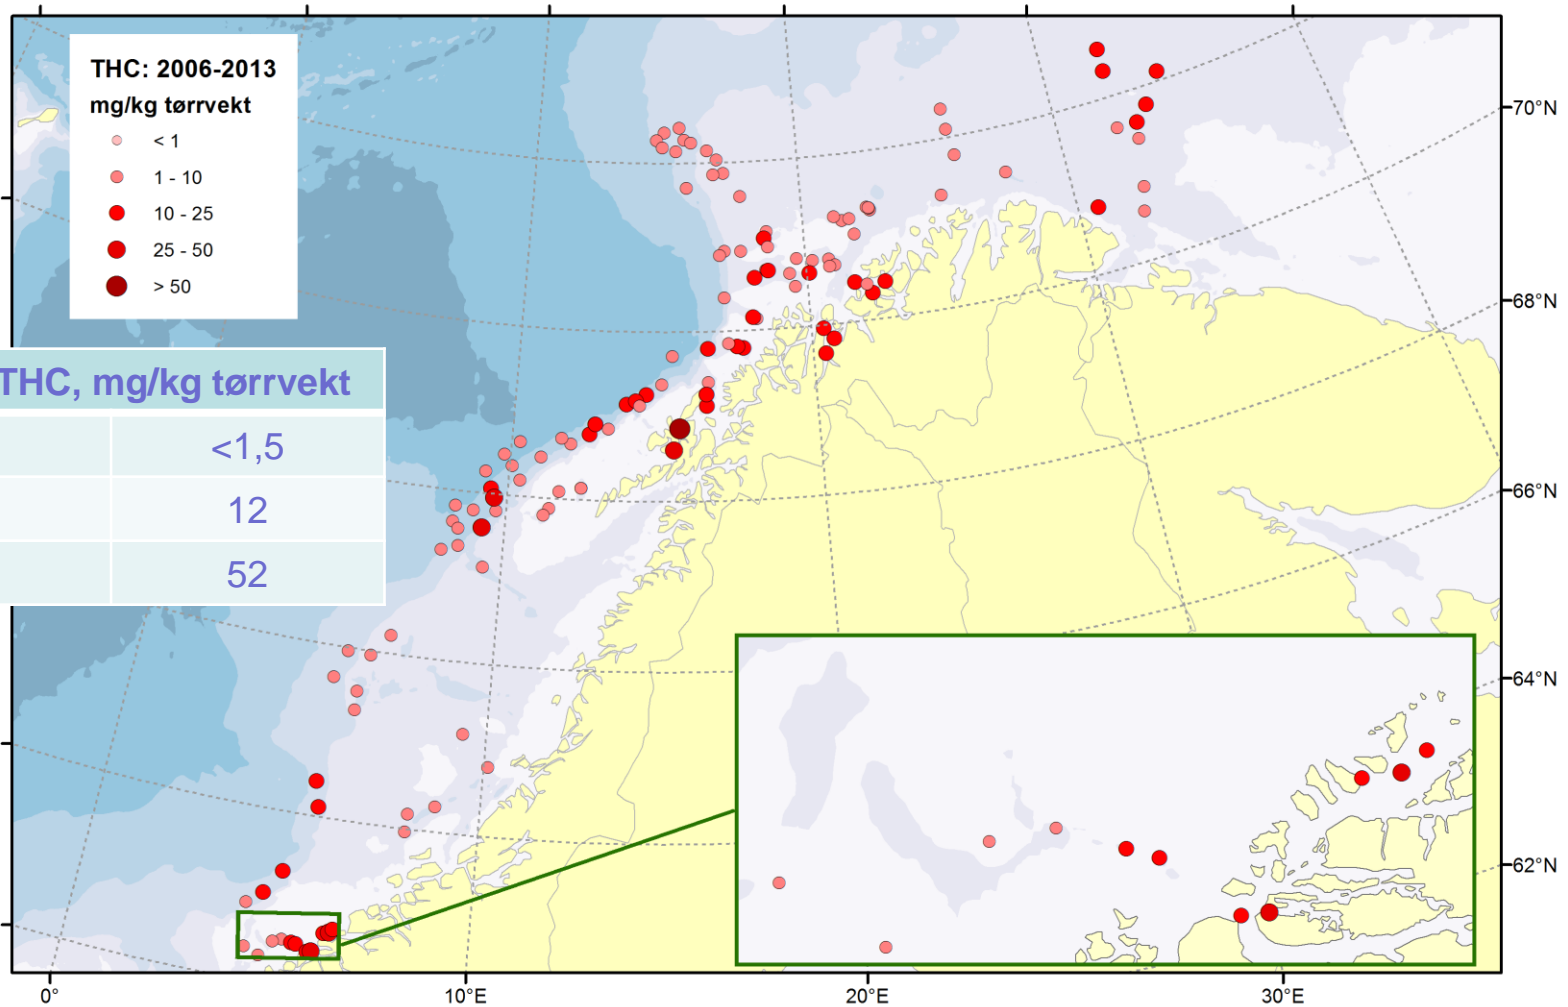 THC: 2006-2013
mg/kg tørrvekt
< 1
1 - 10
10 - 25
25 - 50
> 50
THC, mg/kg tørrvekt
<1,5
12
52
70°N
68°N
66°N
64°N
62°N
0°
10°E
20°E
30°E